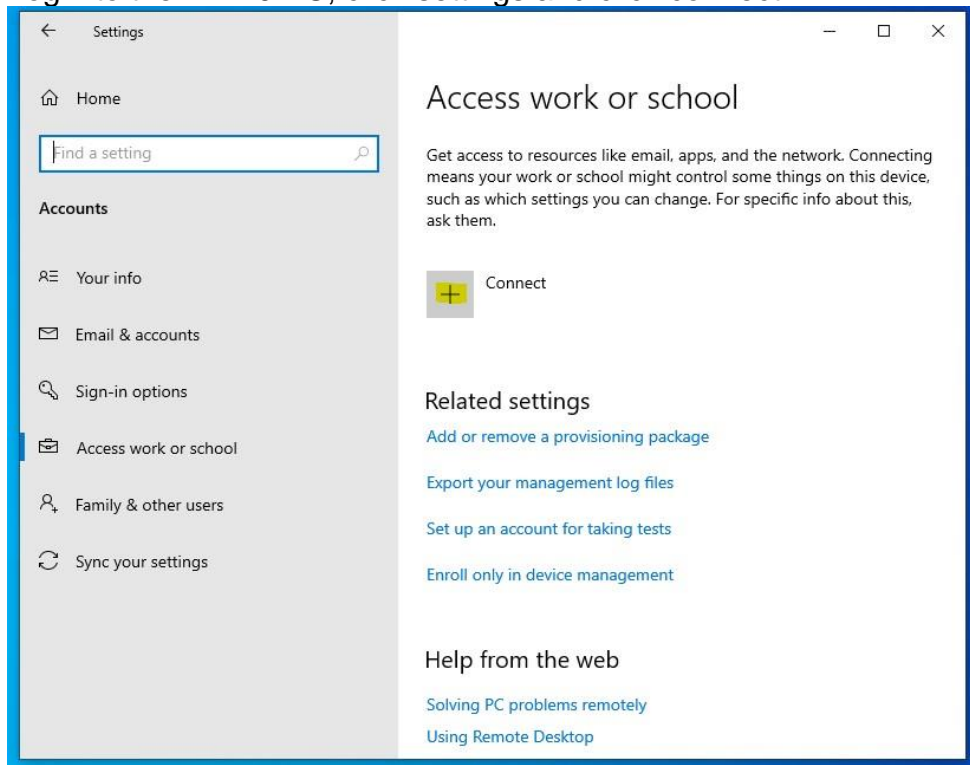 Settings
Home
Find a setting
Accounts
Your info
Email & accounts
Sign-in options
Access work or school
Family & other users
Sync your settings
Access work or school
Get access to resources like email, apps, and the network. Connecting
means your work or school might control some things on this device,
such as which settings you can change. For specific info about this,
ask them.
Connect
Related settings
Add or remove a provisioning package
Export your management log files
Set up an account for taking tests
Enroll only in device management
Help from the web
Solving PC problems remotely
Using Remote Desktop